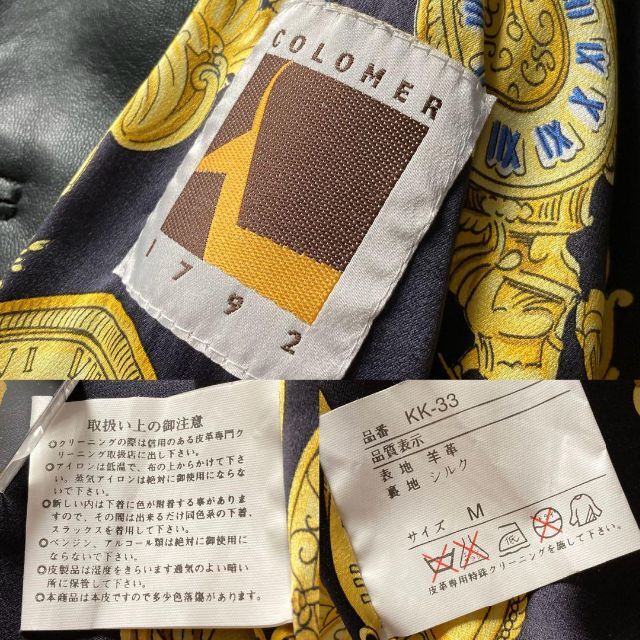 COLOMER
1792
IX
X
XI
XII
取扱い上の御注意
◎クリーニングの際は信用のある皮革専門ク
リーニング取扱店に出し下さい。
◎アイロンは低温で、布の上からかけて下さ
い。蒸気アイロンは絶対に御使用にならな
いで下さい。
◎新しい内は下着に色が附着する事がありま
すので、その間は出来るだけ同色系の下着、
スラックスを着用して下さい。
◎ベンジン、アルコール類は絶対に御使用に
ならないで下さい。
◎皮製品は湿度をきらいます通気のよい暗い
所に保管して下さい。
◎本商品は本皮ですので多少色落傷があります。
品番 KK-33
品質表示
表地 羊革
裏地 シルク
サイズ M
低
皮革専用特殊クリーニングを施して下さい。